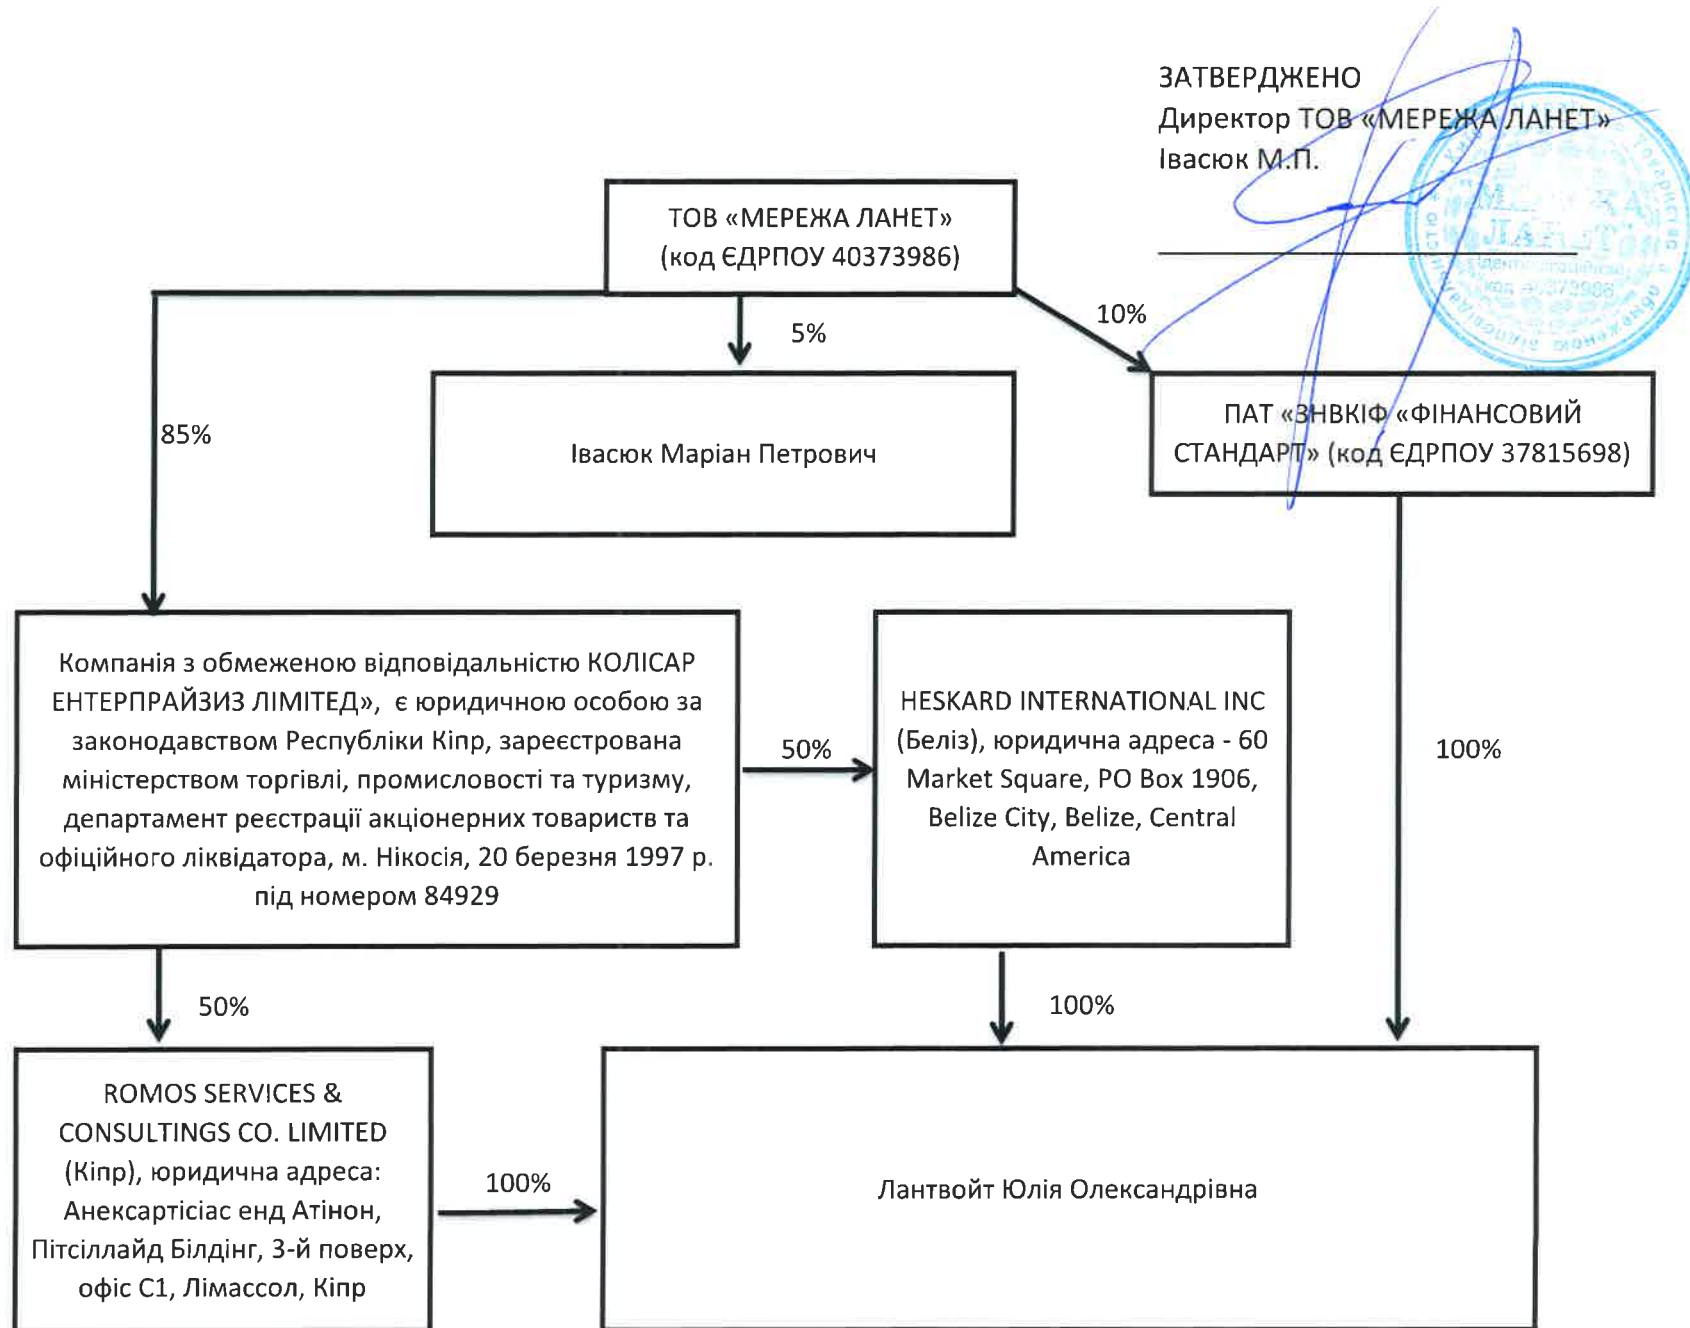 ЗАТВЕРДЖЕНО
Директор ТОВ «МЕРЕЖА ЛАНЕТ»
Івасюк М.П.
МЕРЕЖА
ЛАНЕТ
Ідентифікаційний
код 40373986
ТОВ «МЕРЕЖА ЛАНЕТ»
(код ЄДРПОУ 40373986)
85%
5%
10%
Івасюк Маріан Петрович
ПАТ «ЗНВКІФ «ФІНАНСОВИЙ
СТАНДАРТ» (код ЄДРПОУ 37815698)
Компанія з обмеженою відповідальністю КОЛІСАР
ЕНТЕРПРАЙЗИЗ ЛІМІТЕД», є юридичною особою за
законодавством Республіки Кіпр, зареєстрована
міністерством торгівлі, промисловості та туризму,
департамент реєстрації акціонерних товариств та
офіційного ліквідатора, м. Нікосія, 20 березня 1997 р.
під номером 84929
50%
HESKARD INTERNATIONAL INC
(Беліз), юридична адреса - 60
Market Square, PO Box 1906,
Belize City, Belize, Central
America
100%
50%
100%
ROMOS SERVICES &
CONSULTINGS CO. LIMITED
(Кіпр), юридична адреса:
Анексартісіас енд Атінон,
Пітсіллайд Білдінг, 3-й поверх,
офіс С1, Лімассол, Кіпр
100%
Лантвойт Юлія Олександрівна